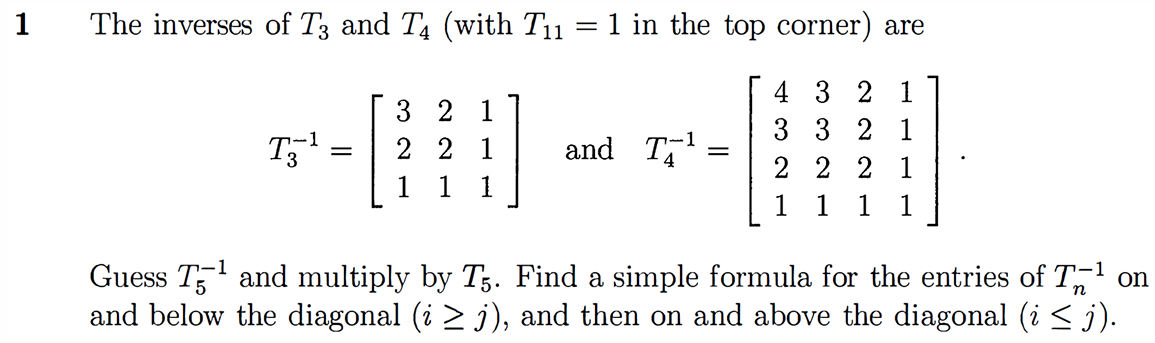 1 The inverses of T₃ and T₄ (with T₁₁ = 1 in the top corner) are
T₃⁻¹ = [ 3 2 1 ; 2 2 1 ; 1 1 1 ] and T₄⁻¹ = [ 4 3 2 1 ; 3 3 2 1 ; 2 2 2 1 ; 1 1 1 1 ] .
Guess T₅⁻¹ and multiply by T₅. Find a simple formula for the entries of Tₙ⁻¹ on
and below the diagonal (i ≥ j), and then on and above the diagonal (i ≤ j).